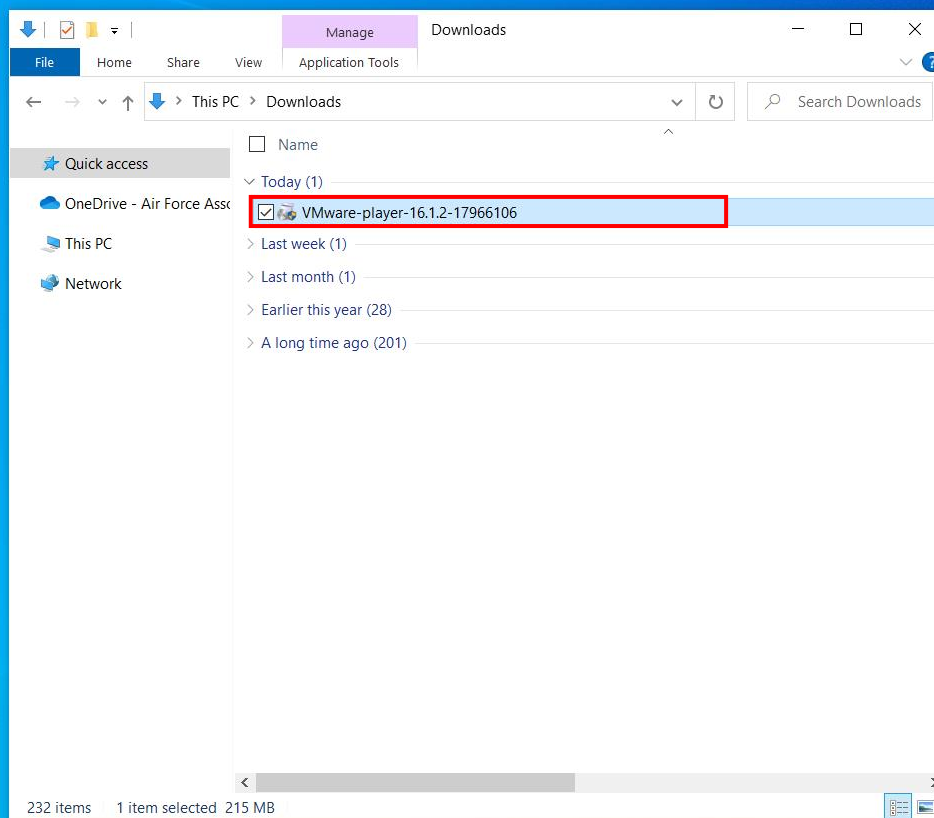 Manage
Downloads
File
Home
Share
View
Application Tools
?
This PC
Downloads
Search Downloads
Quick access
OneDrive - Air Force Asso
This PC
Network
Name
Today (1)
VMware-player-16.1.2-17966106
Last week (1)
Last month (1)
Earlier this year (28)
A long time ago (201)
232 items
1 item selected 215 MB